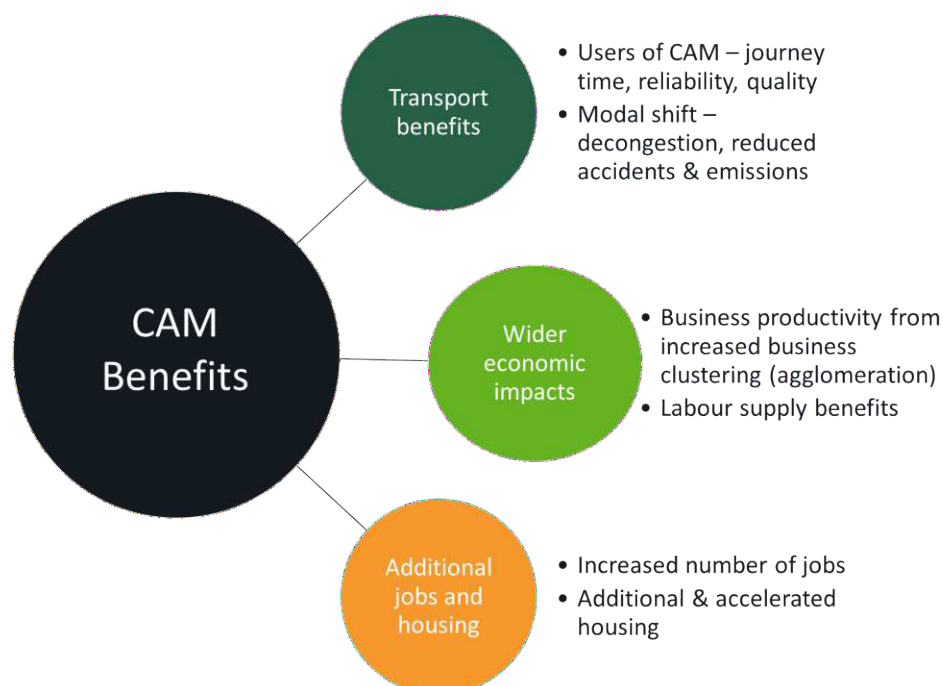 CAM
Benefits
Transport
benefits
• Users of CAM – journey
time, reliability, quality
• Modal shift –
decongestion, reduced
accidents & emissions
Wider
economic
impacts
• Business productivity from
increased business
clustering (agglomeration)
• Labour supply benefits
Additional
jobs and
housing
• Increased number of jobs
• Additional & accelerated
housing